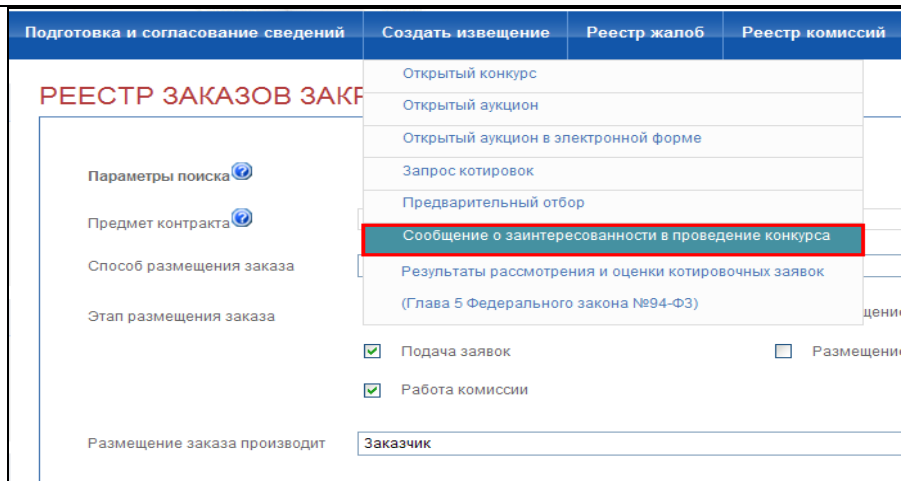 Подготовка и согласование сведений Создать извещение Реестр жалоб Реестр комиссий
Открытый конкурс
РЕЕСТР ЗАКАЗОВ
Открытый аукцион
Открытый аукцион в электронной форме
Параметры поиска
Запрос котировок
Предварительный отбор
Предмет контракта
Сообщение о заинтересованности в проведение конкурса
Способ размещения заказа
Результаты рассмотрения и оценки котировочных заявок
(Глава 5 Федерального закона №94-ФЗ)
Этап размещения заказа
Подача заявок
Работа комиссии
Размещение заказа производит Заказчик